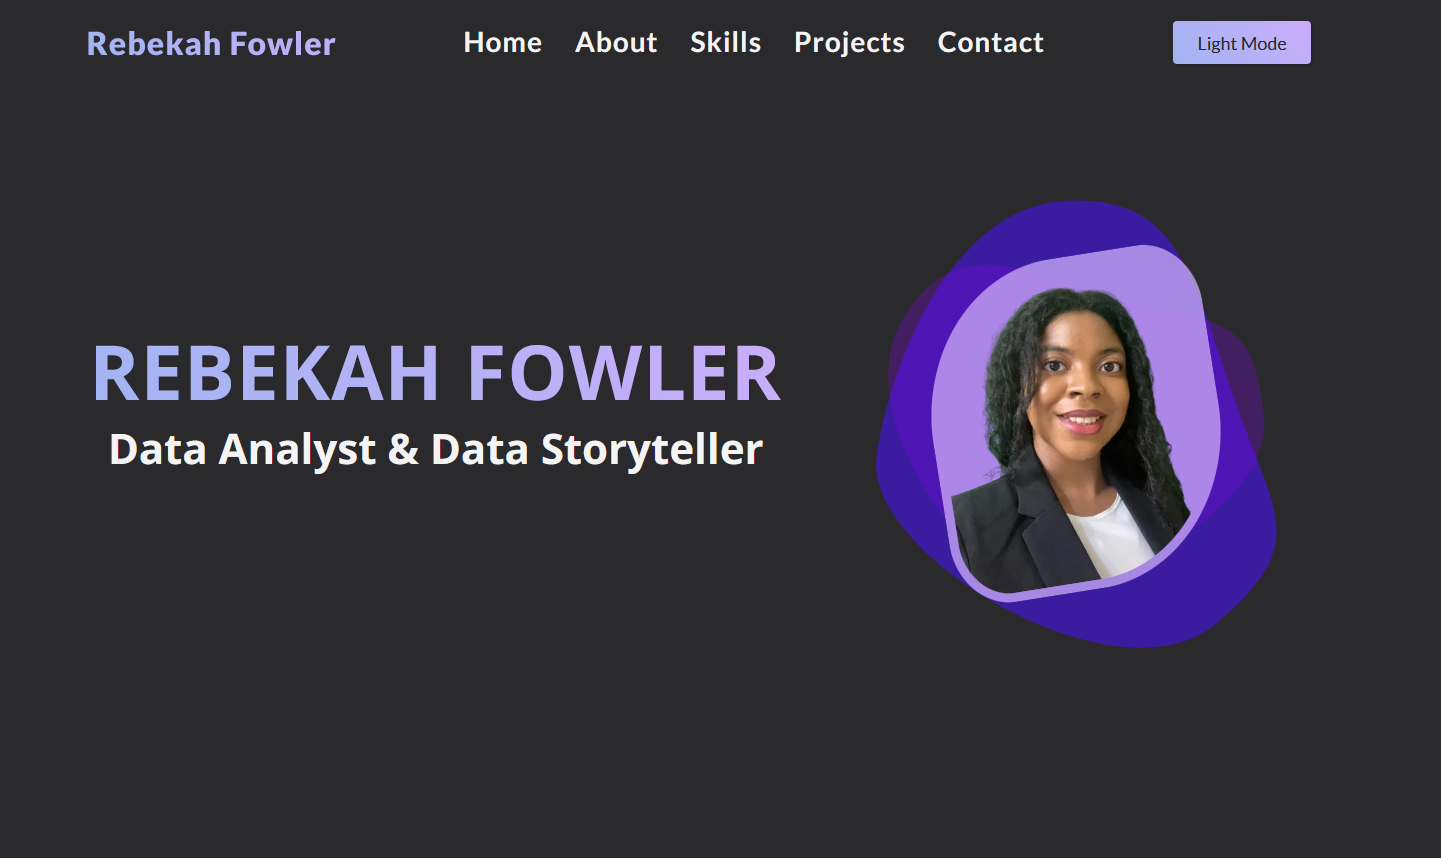 Rebekah Fowler
Home About Skills Projects Contact
Light Mode
REBEKAH FOWLER
Data Analyst & Data Storyteller